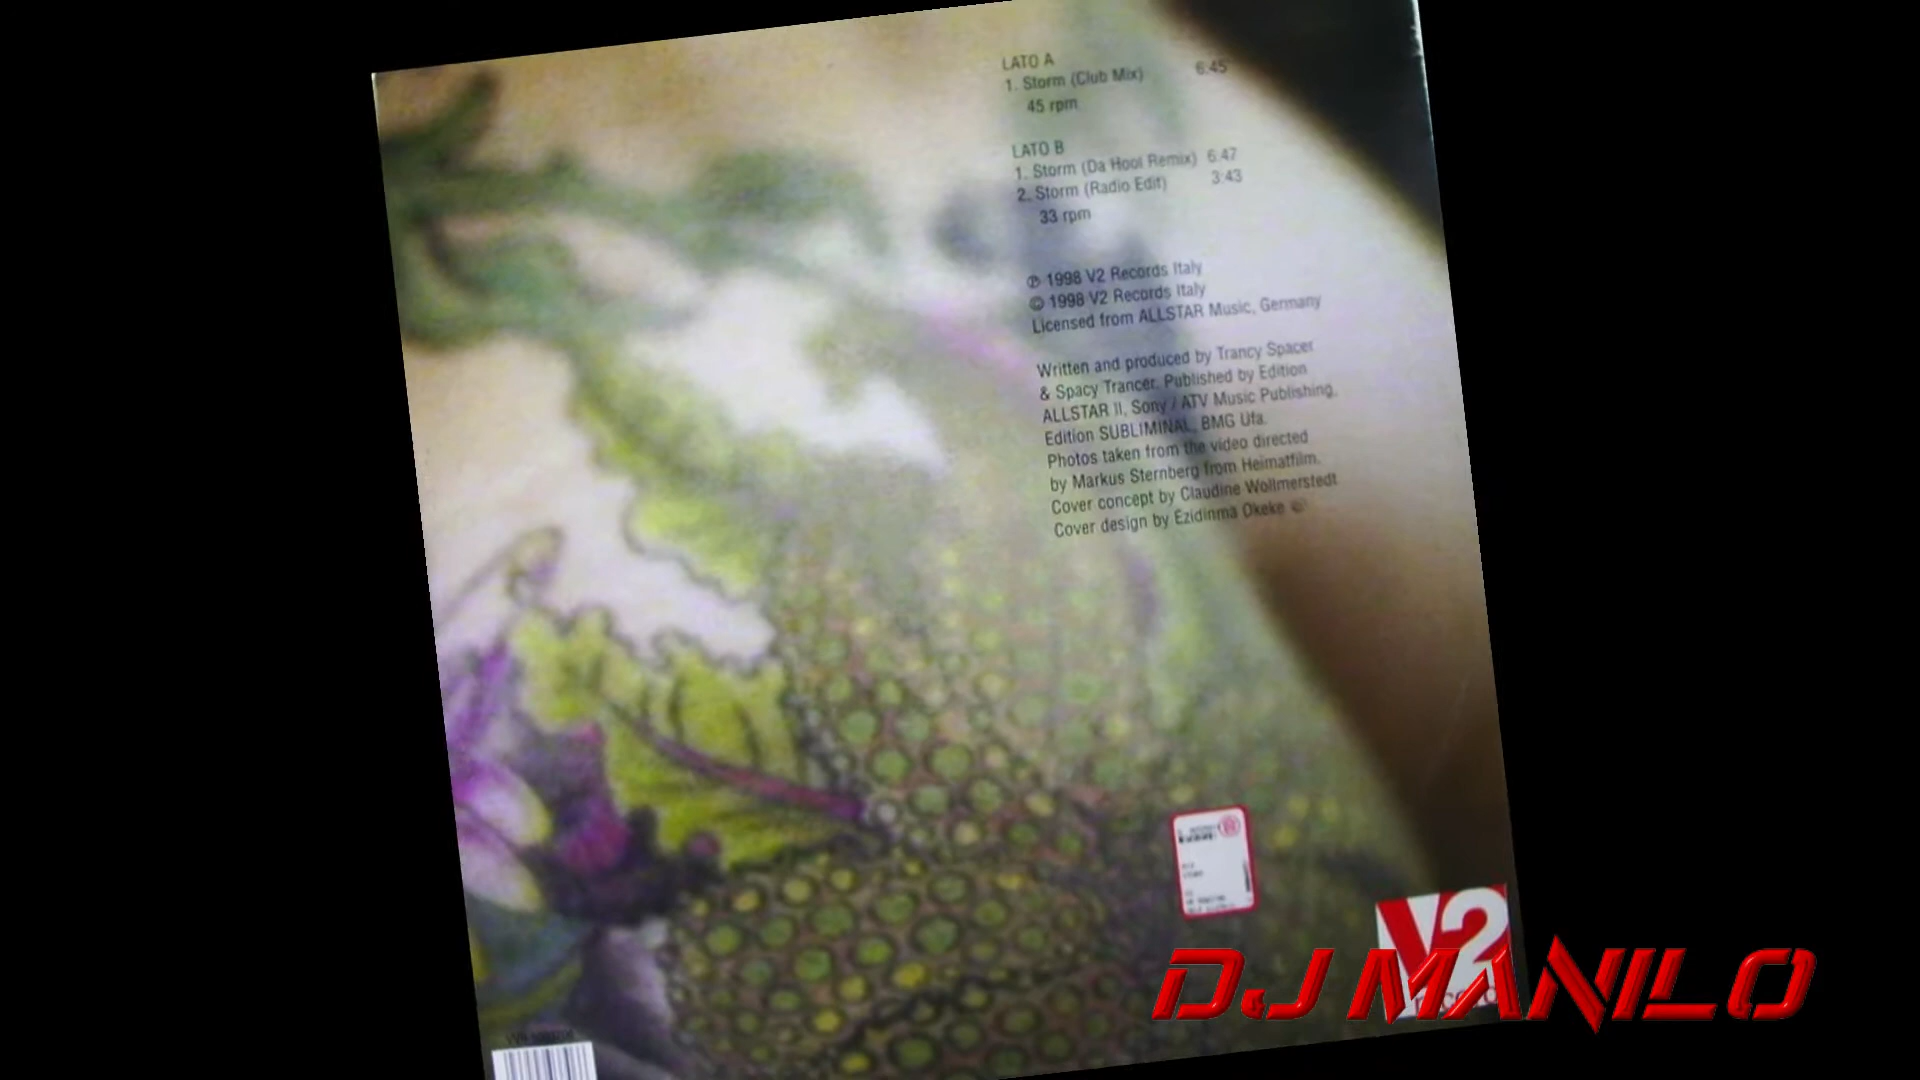 LATO A
1. Storm (Club Mix) 6:45
45 rpm
LATO B
1. Storm (Da Hool Remix) 6:47
2. Storm (Radio Edit) 3:43
33 rpm
℗ 1998 V2 Records Italy
© 1998 V2 Records Italy
Licensed from ALLSTAR Music, Germany
Written and produced by Trancy Spacer
& Spacy Trancer. Published by Edition
ALLSTAR II, Sony / ATV Music Publishing,
Edition SUBLIMINAL, BMG Ufa.
Photos taken from the video directed
by Markus Sternberg from Heimatfilm.
Cover concept by Claudine Wollmerstedt
Cover design by Ezidinma Okeke
V2
DJ MANILO